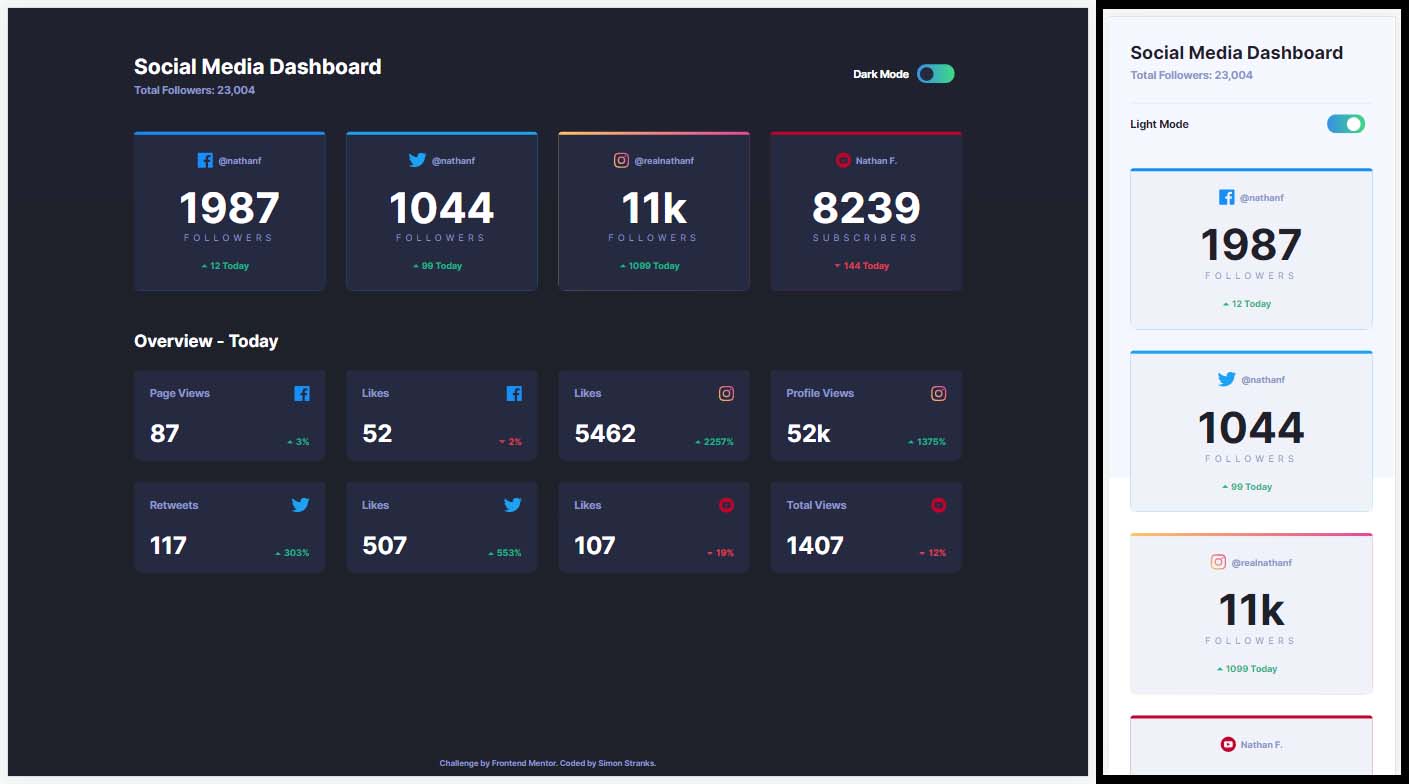 Social Media Dashboard
Total Followers: 23,004
Dark Mode
@nathanf
1987
FOLLOWERS
12 Today
@nathanf
1044
FOLLOWERS
99 Today
@realnathanf
11k
FOLLOWERS
1099 Today
Nathan F.
8239
SUBSCRIBERS
144 Today
Overview - Today
Page Views
87
3%
Likes
52
2%
Likes
5462
2257%
Profile Views
52k
1375%
Retweets
117
303%
Likes
507
553%
Likes
107
19%
Total Views
1407
12%
Challenge by Frontend Mentor. Coded by Simon Stranks.
Social Media Dashboard
Total Followers: 23,004
Light Mode
@nathanf
1987
FOLLOWERS
12 Today
@nathanf
1044
FOLLOWERS
99 Today
@realnathanf
11k
FOLLOWERS
1099 Today
Nathan F.